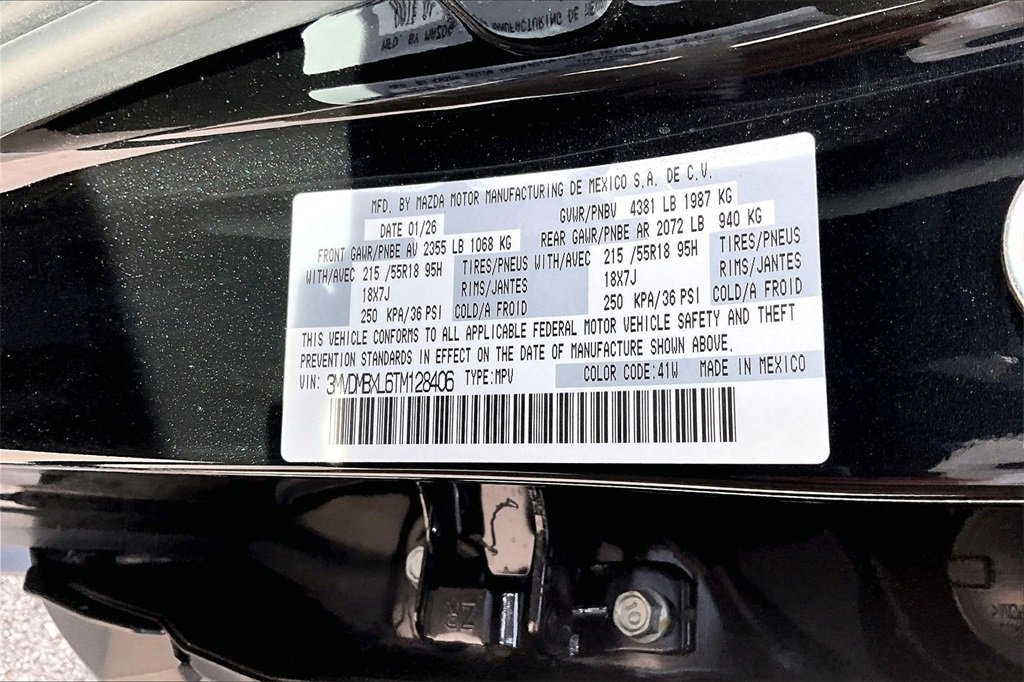 MFD. BY MAZDA MOTOR MANUFACTURING DE MEXICO S.A. DE C.V.
DATE 01/26 GVWR/PNBV 4381 LB 1987 KG
FRONT GAWR/PNBE AV 2355 LB 1068 KG REAR GAWR/PNBE AR 2072 LB 940 KG
WITH/AVEC 215 /55R18 95H TIRES/PNEUS WITH/AVEC 215 /55R18 95H TIRES/PNEUS
18X7J RIMS/JANTES 18X7J RIMS/JANTES
250 KPA/36 PSI COLD/A FROID 250 KPA/36 PSI COLD/A FROID
THIS VEHICLE CONFORMS TO ALL APPLICABLE FEDERAL MOTOR VEHICLE SAFETY AND THEFT
PREVENTION STANDARDS IN EFFECT ON THE DATE OF MANUFACTURE SHOWN ABOVE.
VIN: 3MVDMBXL6TM128406 TYPE:MPV COLOR CODE:41W MADE IN MEXICO
10